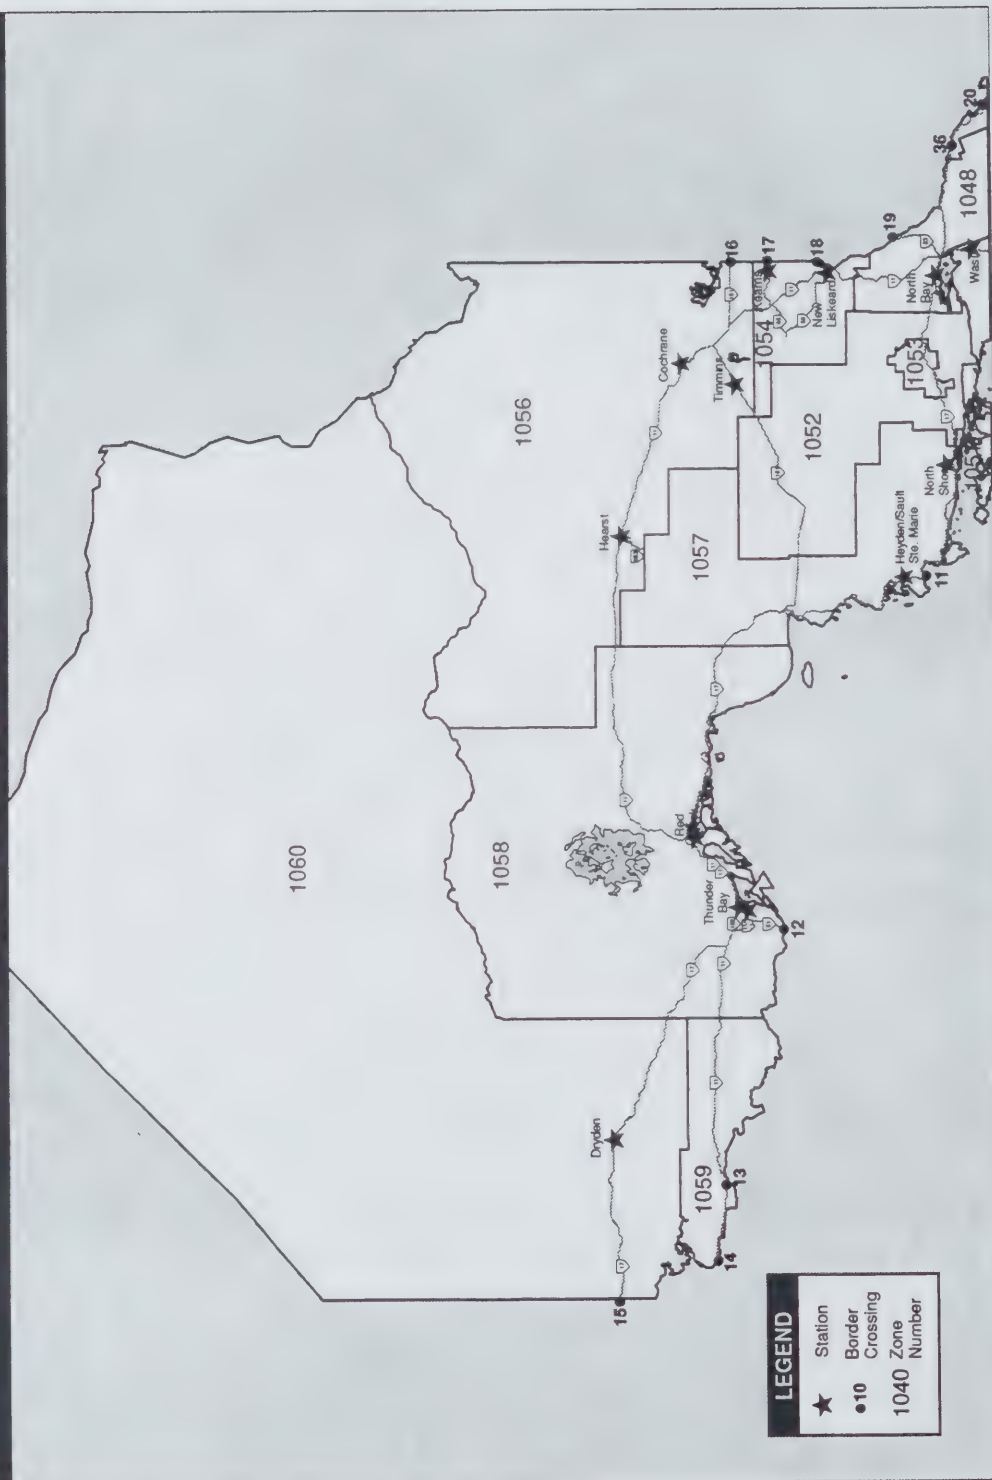 1060
1056
1058
1057
1054
1052
1053
1059
1048
Hearst
Cochrane
Timmins
New
Liskeard
North
Bay
Heyden/Sault
Ste. Marie
Red
Thunder
Bay
Dryden
16
17
18
19
36
20
11
12
13
14
15
LEGEND
Station
10 Border
Crossing
1040 Zone
Number